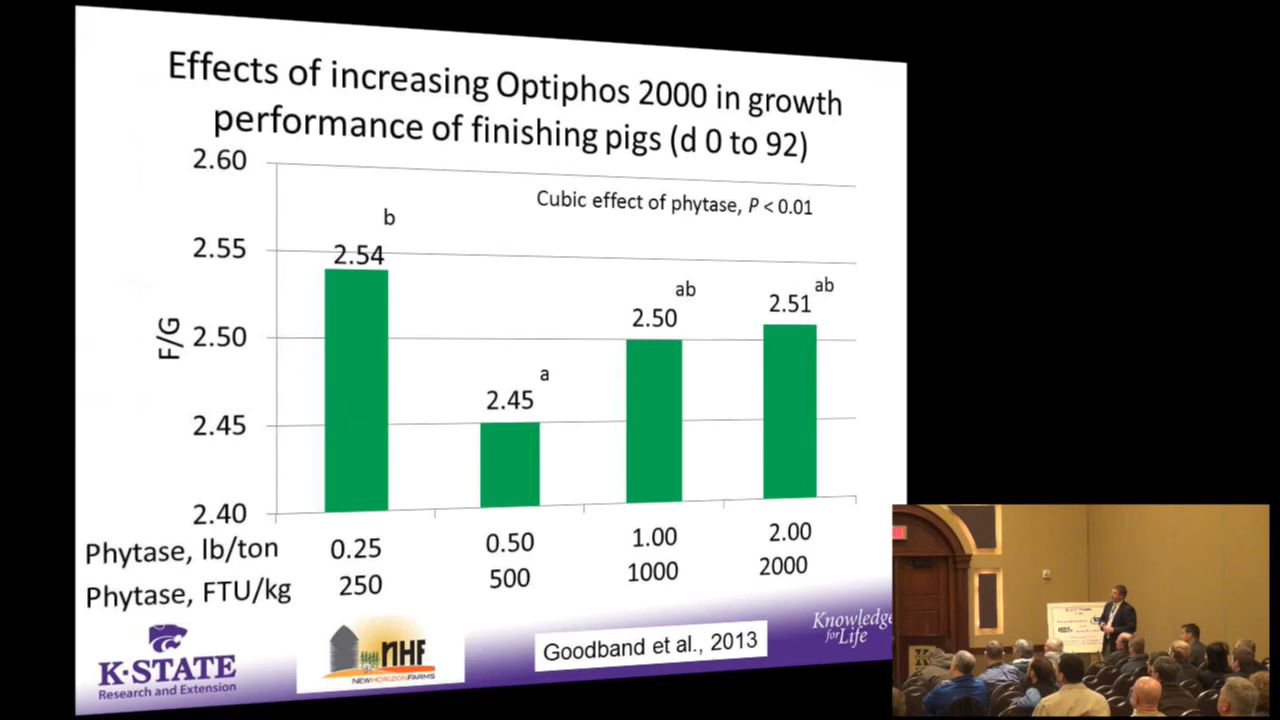 Effects of increasing Optiphos 2000 in growth
performance of finishing pigs (d 0 to 92)
Cubic effect of phytase, P < 0.01
F/G
2.60
2.55
2.50
2.45
2.40
b
2.54
a
2.45
ab
2.50
ab
2.51
Phytase, lb/ton 0.25 0.50 1.00 2.00
Phytase, FTU/kg 250 500 1000 2000
K-STATE
Research and Extension
NHF
NEWHORIZONFARMS
Goodband et al., 2013
Knowledge
for Life